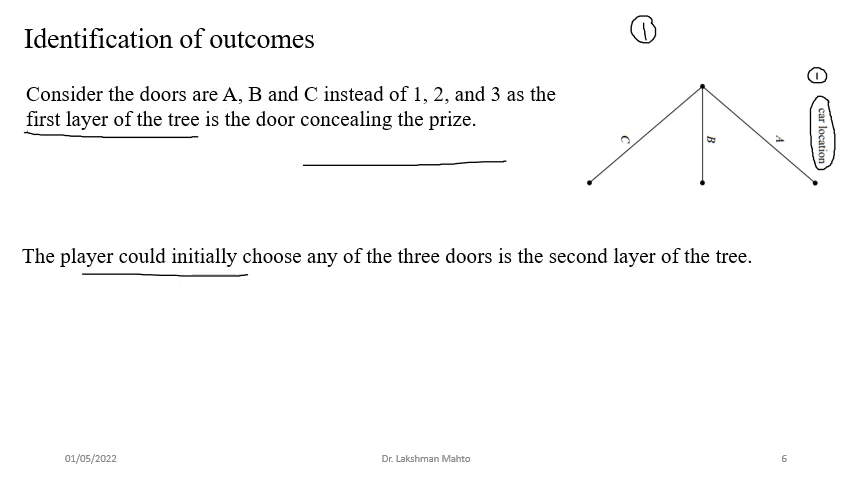 Identification of outcomes
1
Consider the doors are A, B and C instead of 1, 2, and 3 as the
first layer of the tree is the door concealing the prize.
1
car location
C
B
A
The player could initially choose any of the three doors is the second layer of the tree.
01/05/2022
Dr. Lakshman Mahto
6